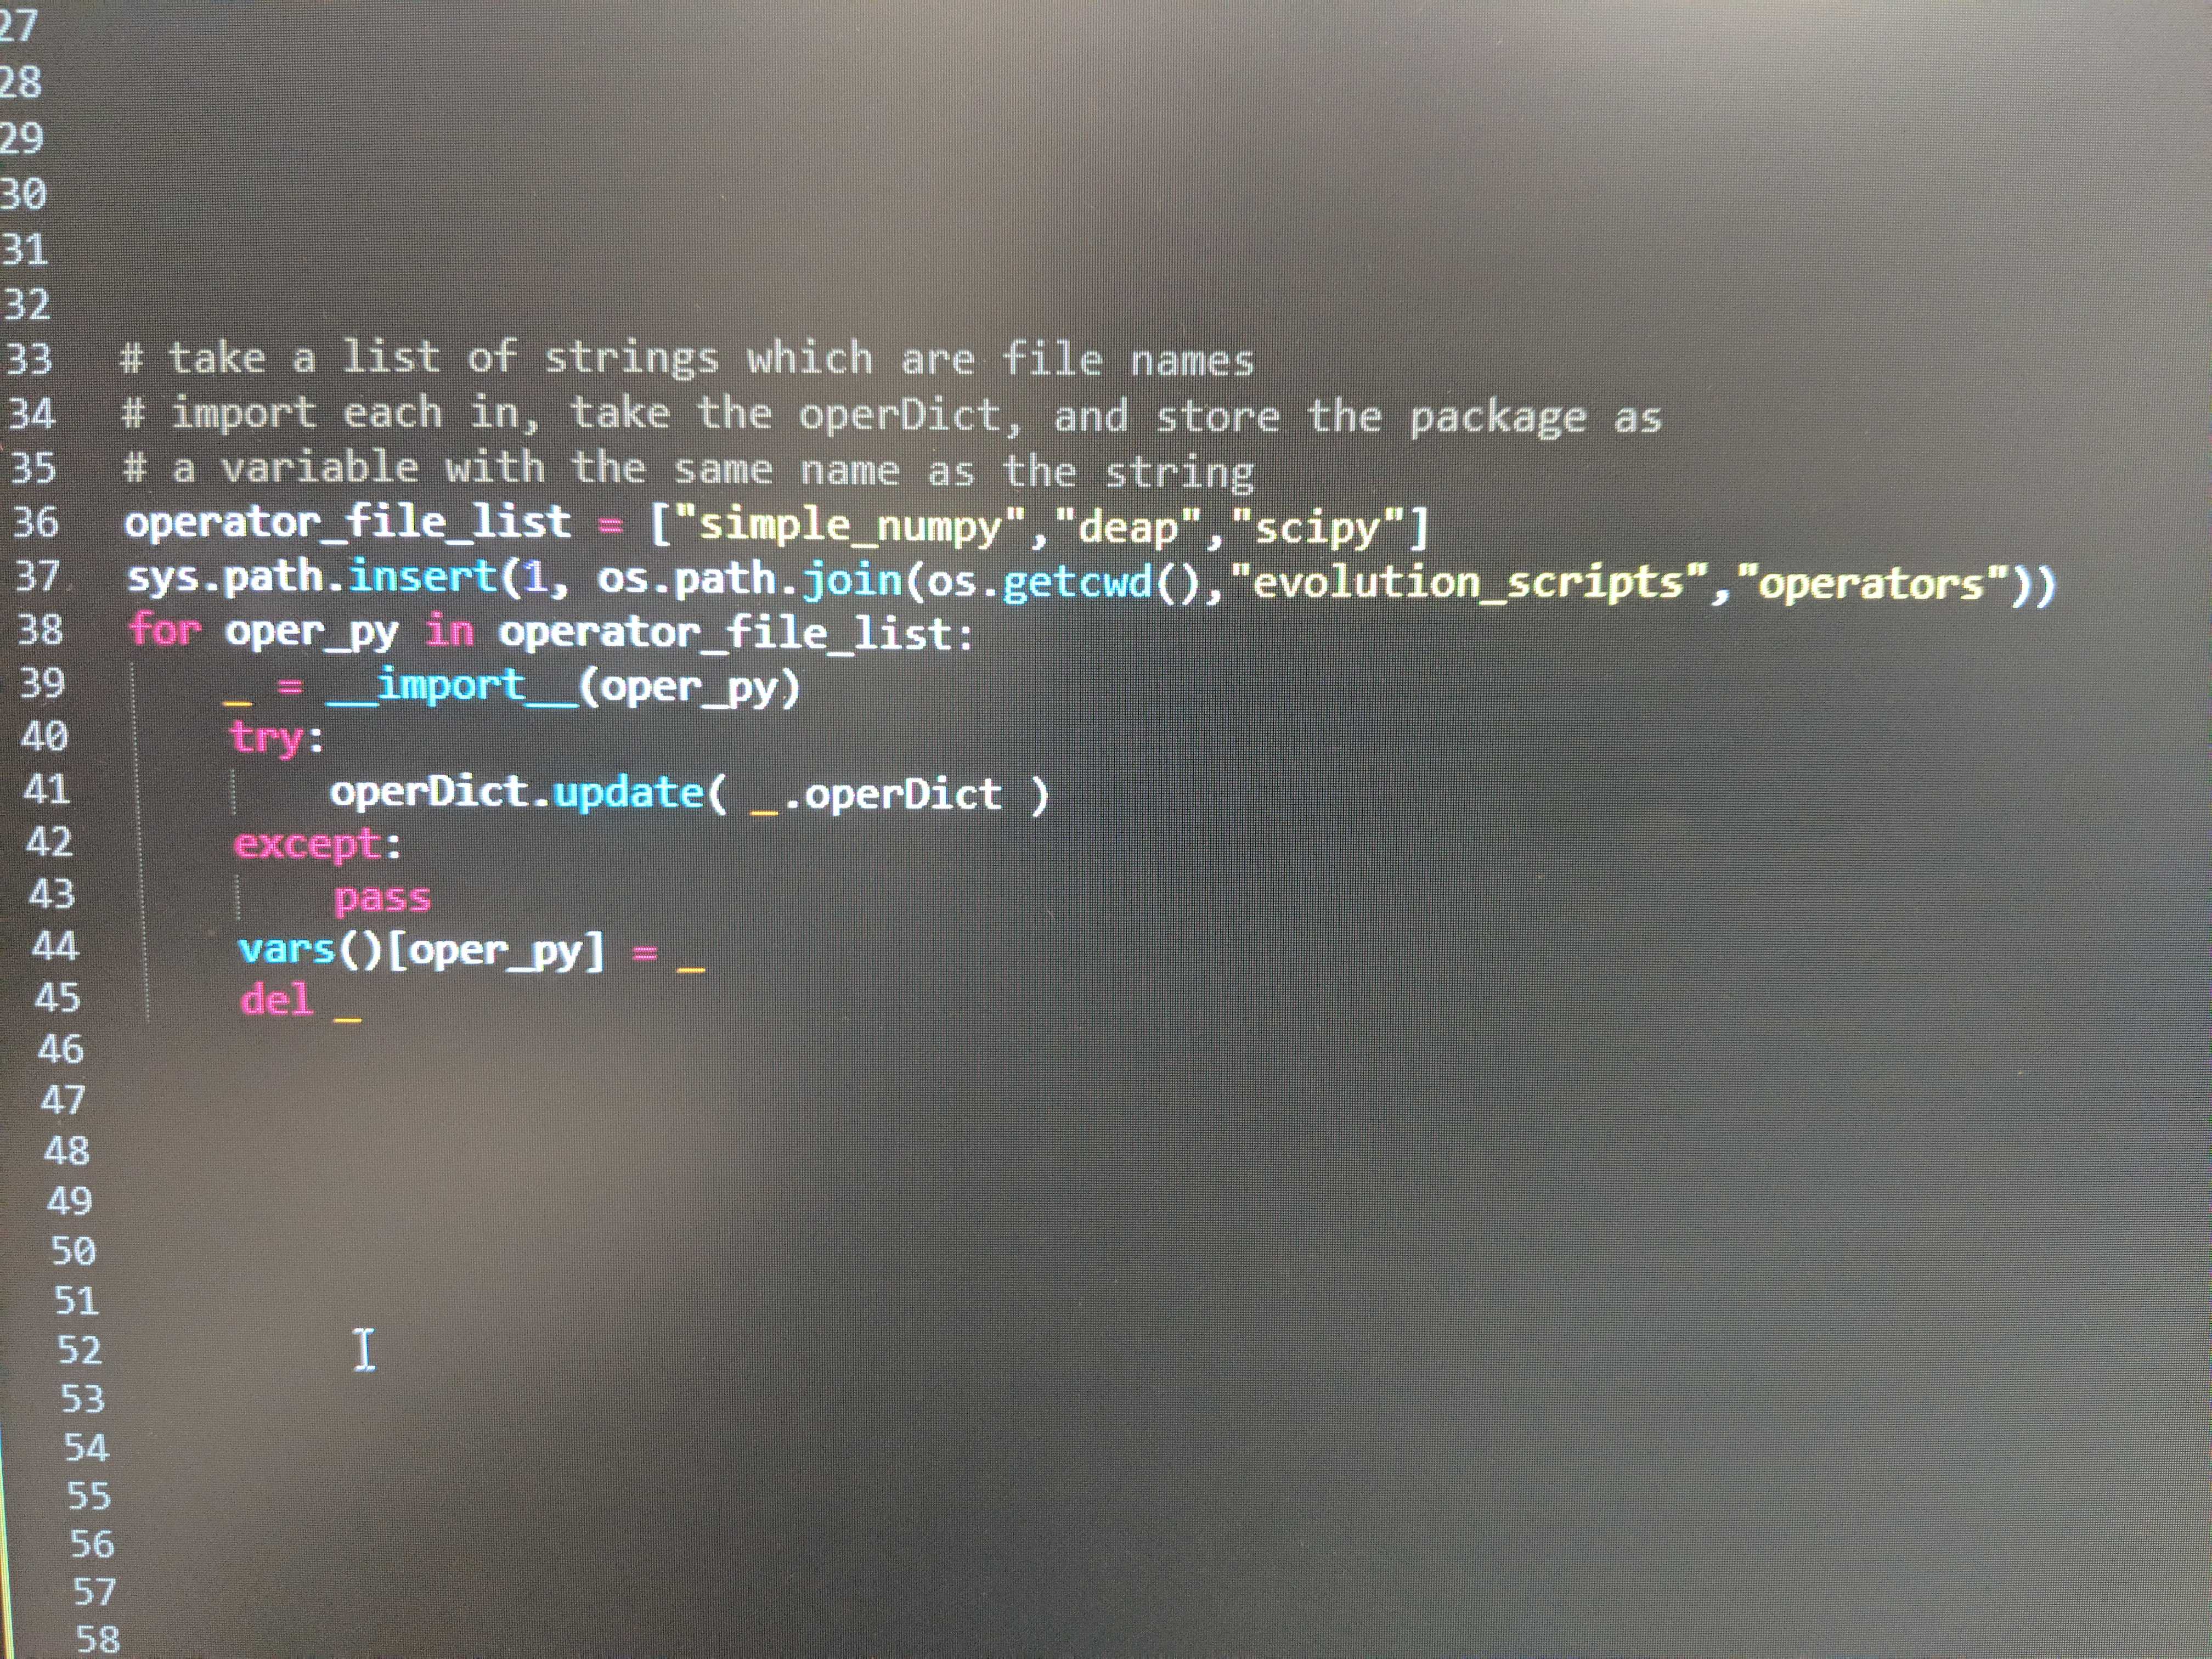 27
28
29
30
31
32
33 # take a list of strings which are file names
34 # import each in, take the operDict, and store the package as
35 # a variable with the same name as the string
36 operator_file_list = ["simple_numpy","deap","scipy"]
37 sys.path.insert(1, os.path.join(os.getcwd(),"evolution_scripts","operators"))
38 for oper_py in operator_file_list:
39     _ = __import__(oper_py)
40     try:
41         operDict.update( _.operDict )
42     except:
43         pass
44     vars()[oper_py] = _
45     del _
46
47
48
49
50
51
52
53
54
55
56
57
58